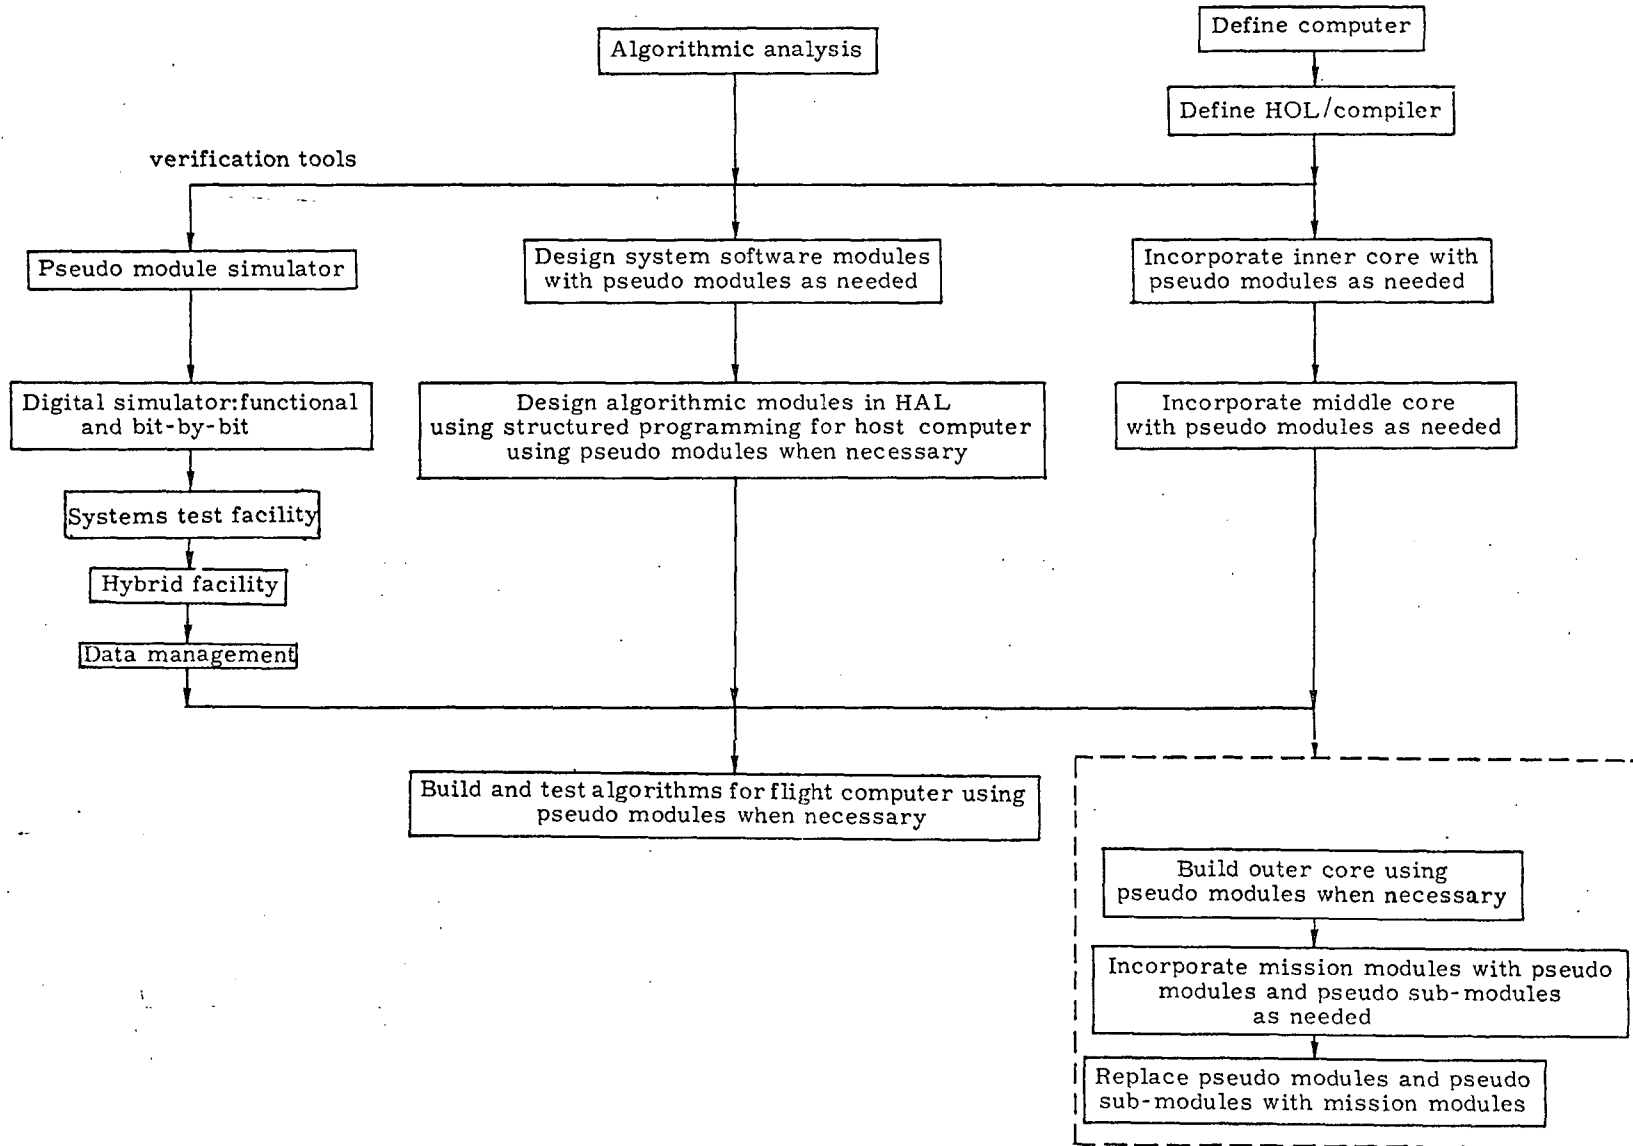 Define computer
Algorithmic analysis
Define HOL/compiler
verification tools
Pseudo module simulator
Design system software modules
with pseudo modules as needed
Incorporate inner core with
pseudo modules as needed
Digital simulator:functional
and bit-by-bit
Design algorithmic modules in HAL
using structured programming for host computer
using pseudo modules when necessary
Incorporate middle core
with pseudo modules as needed
Systems test facility
Hybrid facility
Data management
Build and test algorithms for flight computer using
pseudo modules when necessary
Build outer core using
pseudo modules when necessary
Incorporate mission modules with pseudo
modules and pseudo sub-modules
as needed
Replace pseudo modules and pseudo
sub-modules with mission modules